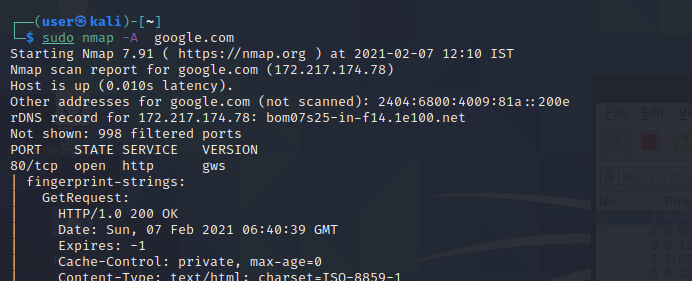 ┌──(user㉿kali)-[~]
└─$ sudo nmap -A  google.com
Starting Nmap 7.91 ( https://nmap.org ) at 2021-02-07 12:10 IST
Nmap scan report for google.com (172.217.174.78)
Host is up (0.010s latency).
Other addresses for google.com (not scanned): 2404:6800:4009:81a::200e
rDNS record for 172.217.174.78: bom07s25-in-f14.1e100.net
Not shown: 998 filtered ports
PORT    STATE SERVICE   VERSION
80/tcp  open  http      gws
| fingerprint-strings:
|   GetRequest:
|     HTTP/1.0 200 OK
|     Date: Sun, 07 Feb 2021 06:40:39 GMT
|     Expires: -1
|     Cache-Control: private, max-age=0
|     Content-Type: text/html; charset=ISO-8859-1
File Edit
No. Time